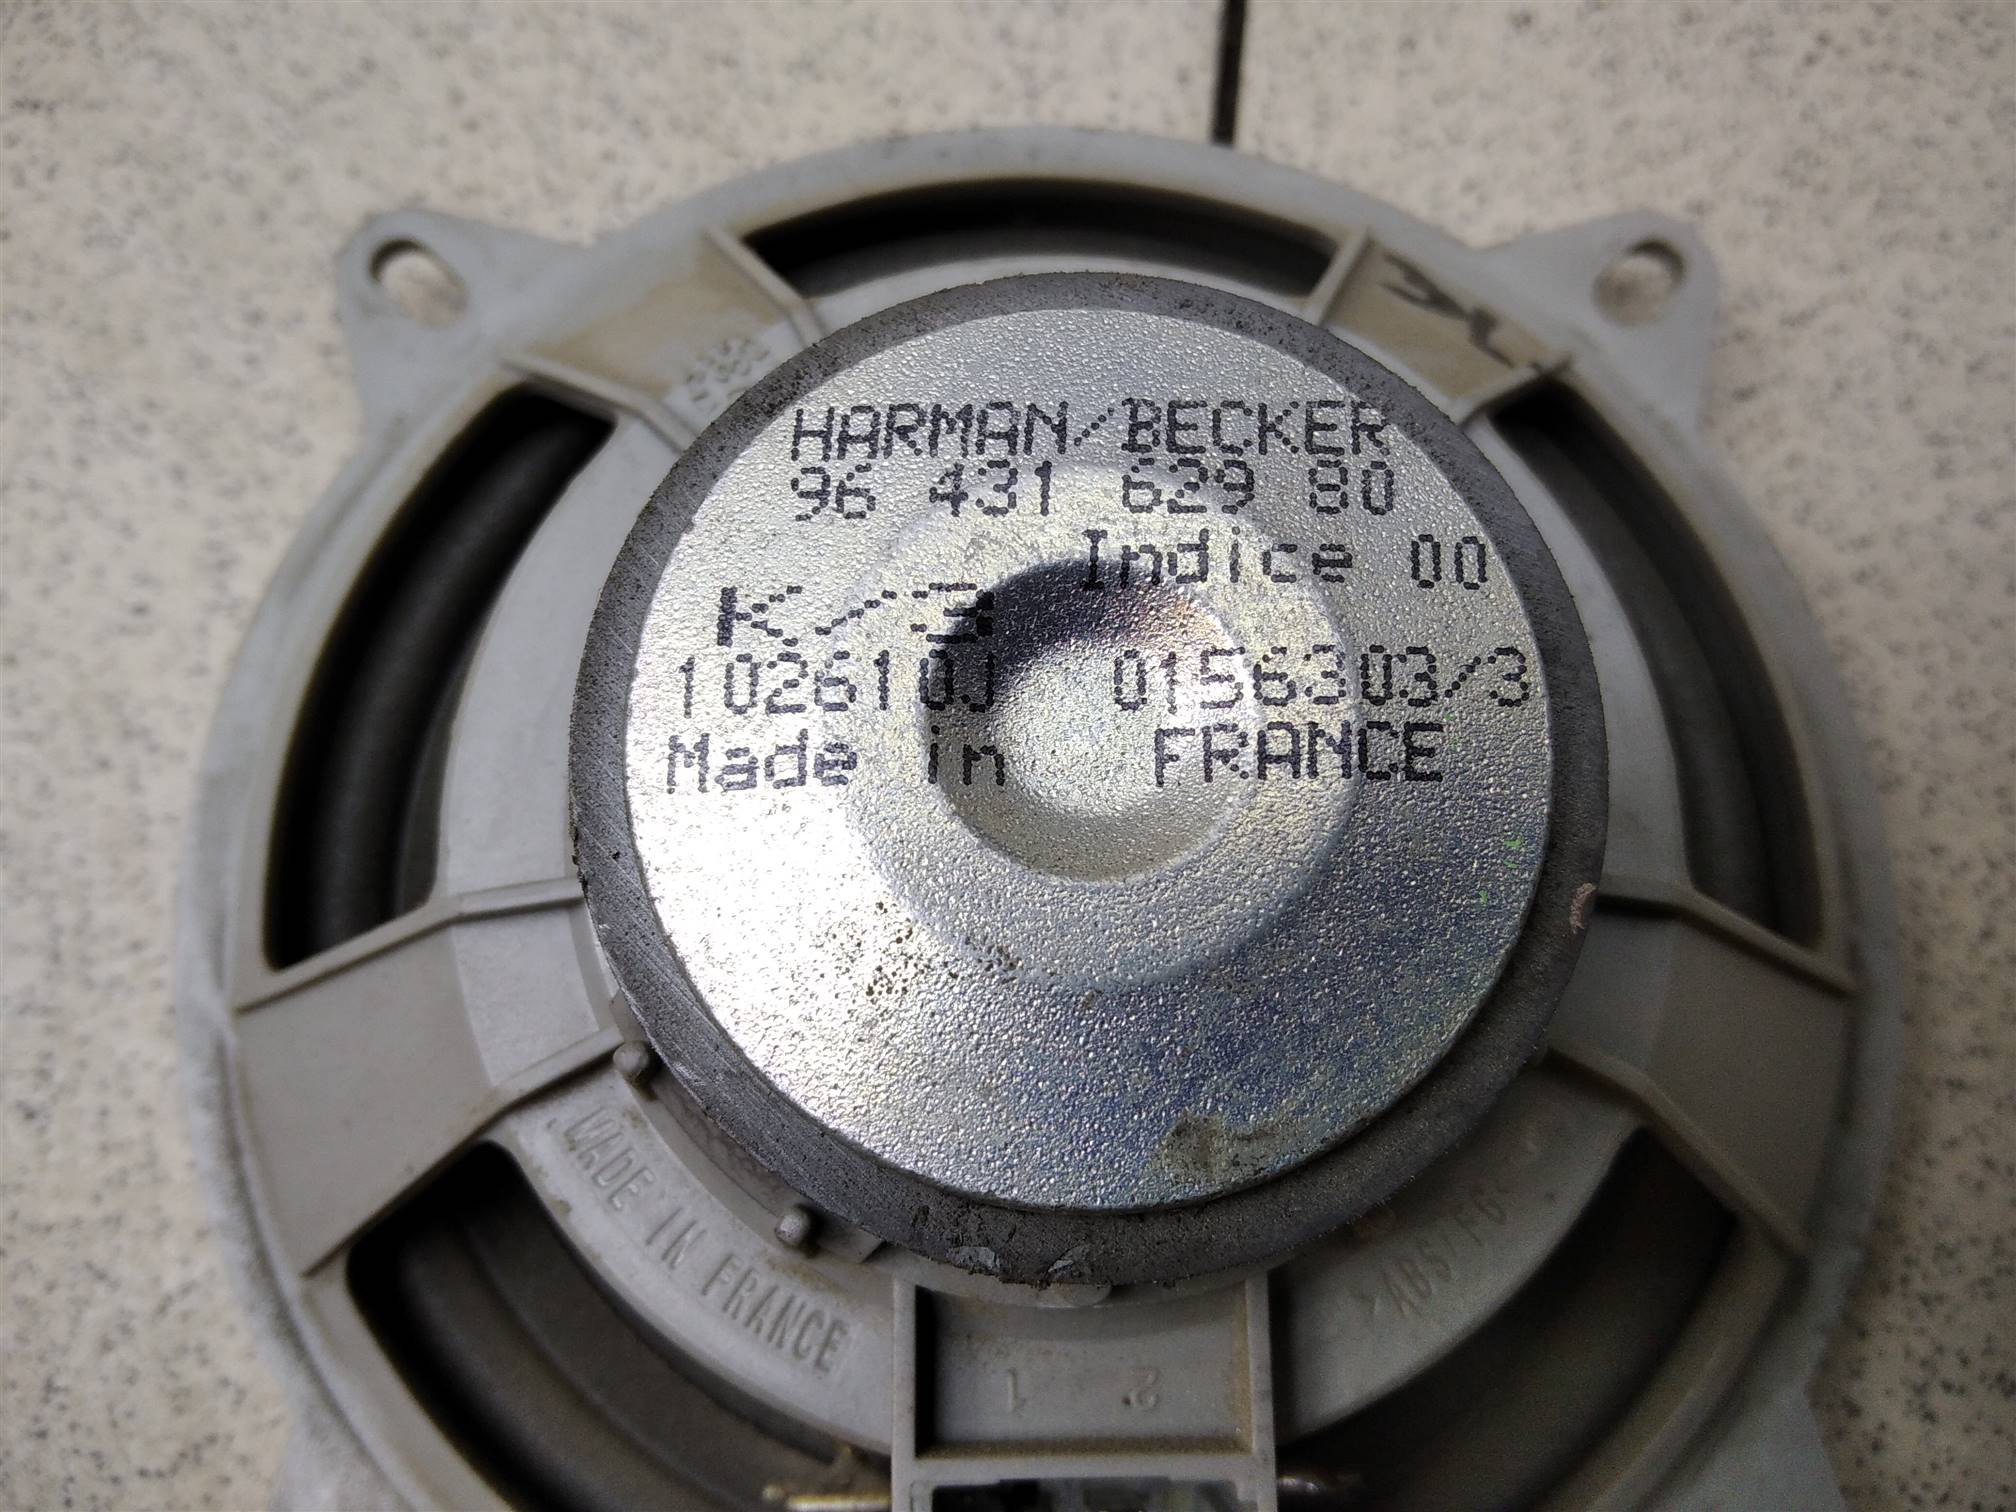 HARMAN/BECKER
96 431 629 80
Indice 00
K/3
102610J 0156303/3
Made in FRANCE
MADE IN FRANCE
1 2